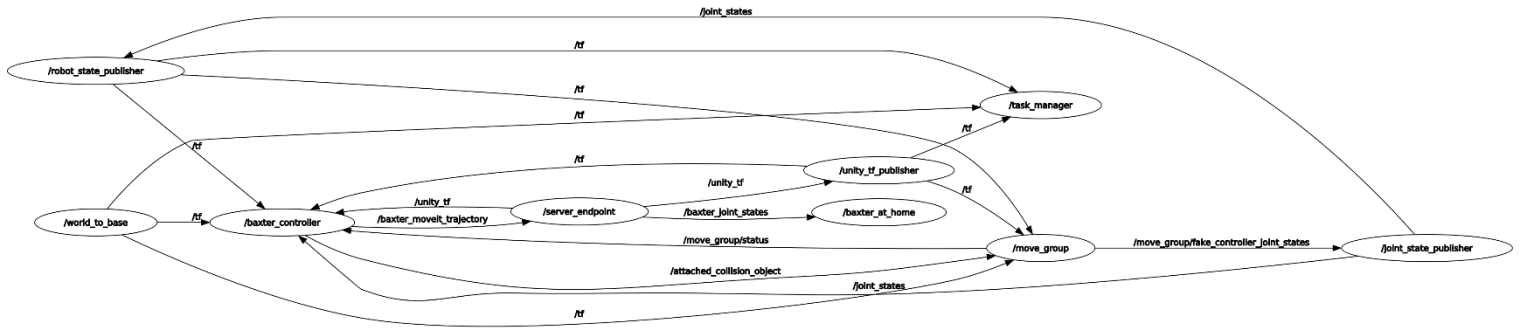 /joint_states
/tf
/robot_state_publisher
/tf
/task_manager
/tf
/tf
/tf
/tf
/unity_tf_publisher
/unity_tf
/tf
/unity_tf
/server_endpoint
/baxter_joint_states
/baxter_at_home
/world_to_base
/tf
/baxter_controller
/baxter_moveit_trajectory
/move_group/status
/move_group
/move_group/fake_controller_joint_states
/joint_state_publisher
/attached_collision_object
/joint_states
/tf